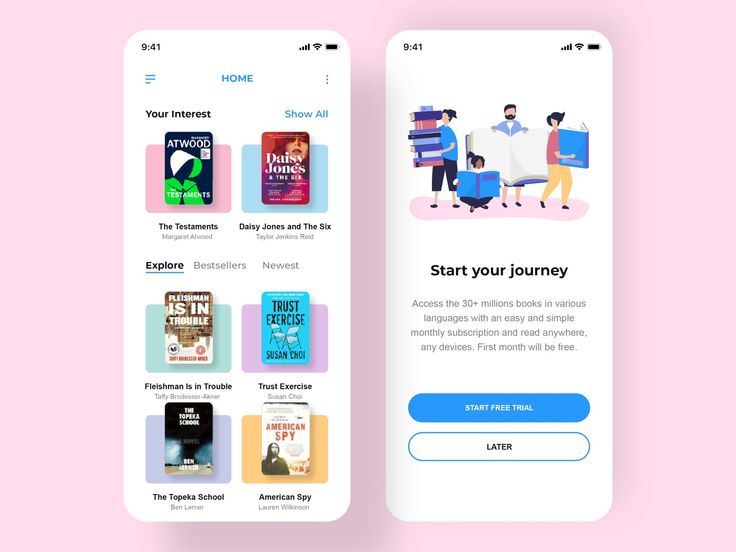 9:41
HOME
Your Interest
Show All
MARGARET
ATWOOD
TESTAMENTS
Daisy
Jones
& THE SIX
The Testaments
Margaret Atwood
Daisy Jones and The Six
Taylor Jenkins Reid
Explore
Bestsellers
Newest
FLEISHMAN
IS IN
TROUBLE
TAFFY BRODESSER-AKNER
TRUST
EXERCISE
SUSAN CHOI
Fleishman Is in Trouble
Taffy Brodesser-Akner
Trust Exercise
Susan Choi
THE
TOPEKA
SCHOOL
A NOVEL
BEN
LERNER
AMERICAN
SPY
The Topeka School
Ben Lerner
American Spy
Lauren Wilkinson
9:41
Start your journey
Access the 30+ millions books in various
languages with an easy and simple
monthly subscription and read anywhere,
any devices. First month will be free.
START FREE TRIAL
LATER